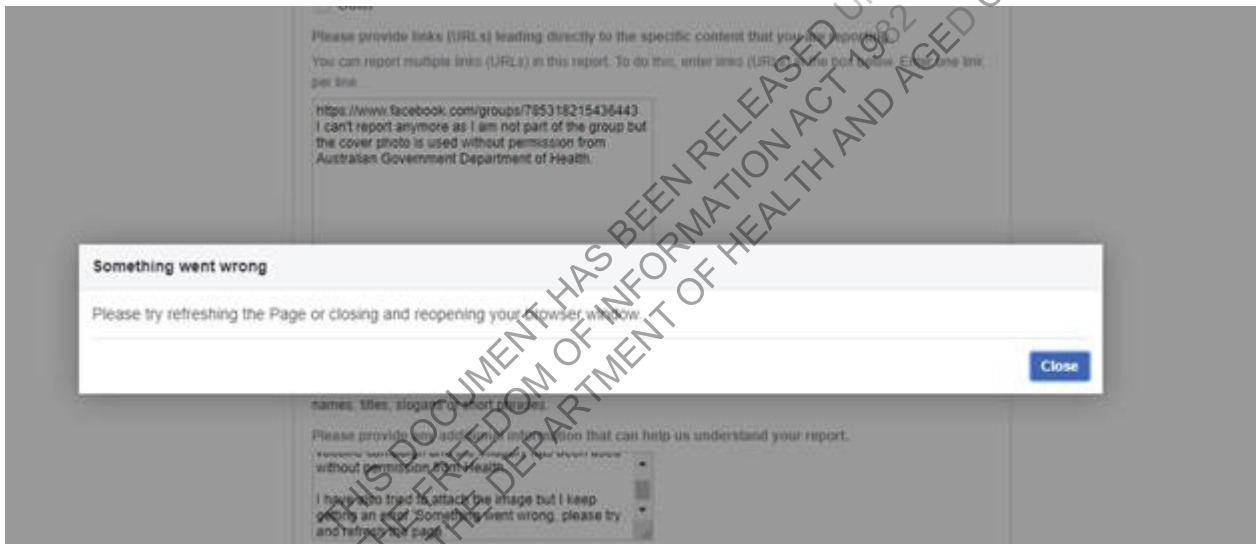 Please provide links (URLs) leading directly to the specific content that you are reporting.
You can report multiple links (URLs) in this report. To do this, enter links (URLs) in the box below. Enter one link
per line.
https://www.facebook.com/groups/785318215436443
I can't report anymore as I am not part of the group but
the cover photo is used without permission from
Australian Government Department of Health.
Something went wrong
Please try refreshing the Page or closing and reopening your browser window.
Close
names, titles, slogans or short phrases.
Please provide any additional information that can help us understand your report.
without permission from Health.
I have also tried to attach the image but I keep
getting an error 'Something went wrong, please try
and refresh the page
THIS DOCUMENT HAS BEEN RELEASED
THE FREEDOM OF INFORMATION ACT 1982
THE DEPARTMENT OF HEALTH AND AGED